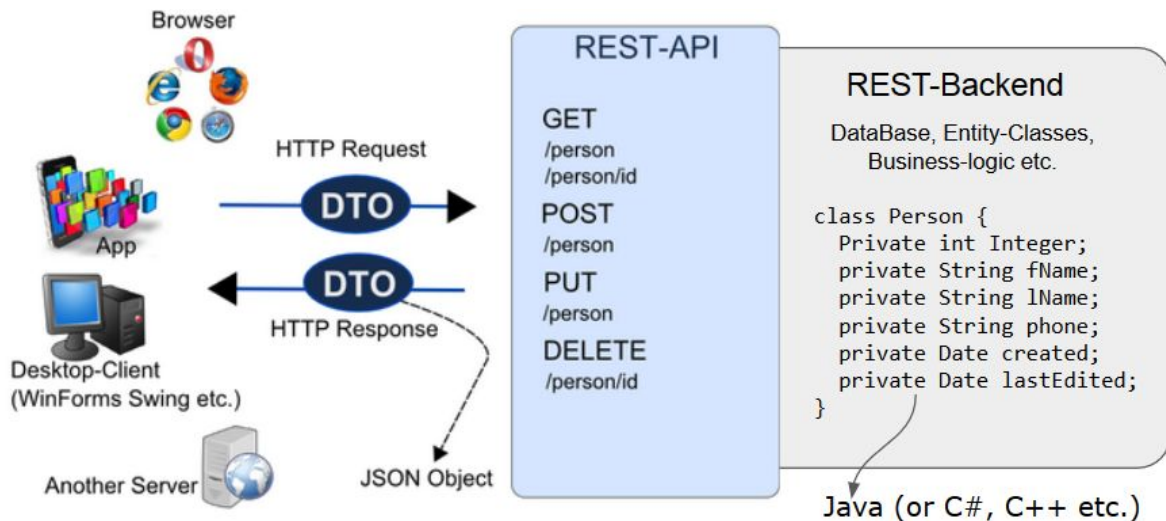 Browser
App
Desktop-Client
(WinForms Swing etc.)
Another Server
HTTP Request
DTO
DTO
HTTP Response
JSON Object
REST-API
GET
/person
/person/id
POST
/person
PUT
/person
DELETE
/person/id
REST-Backend
DataBase, Entity-Classes,
Business-logic etc.
class Person {
Private int Integer;
private String fName;
private String lName;
private String phone;
private Date created;
private Date lastEdited;
}
Java (or C#, C++ etc.)